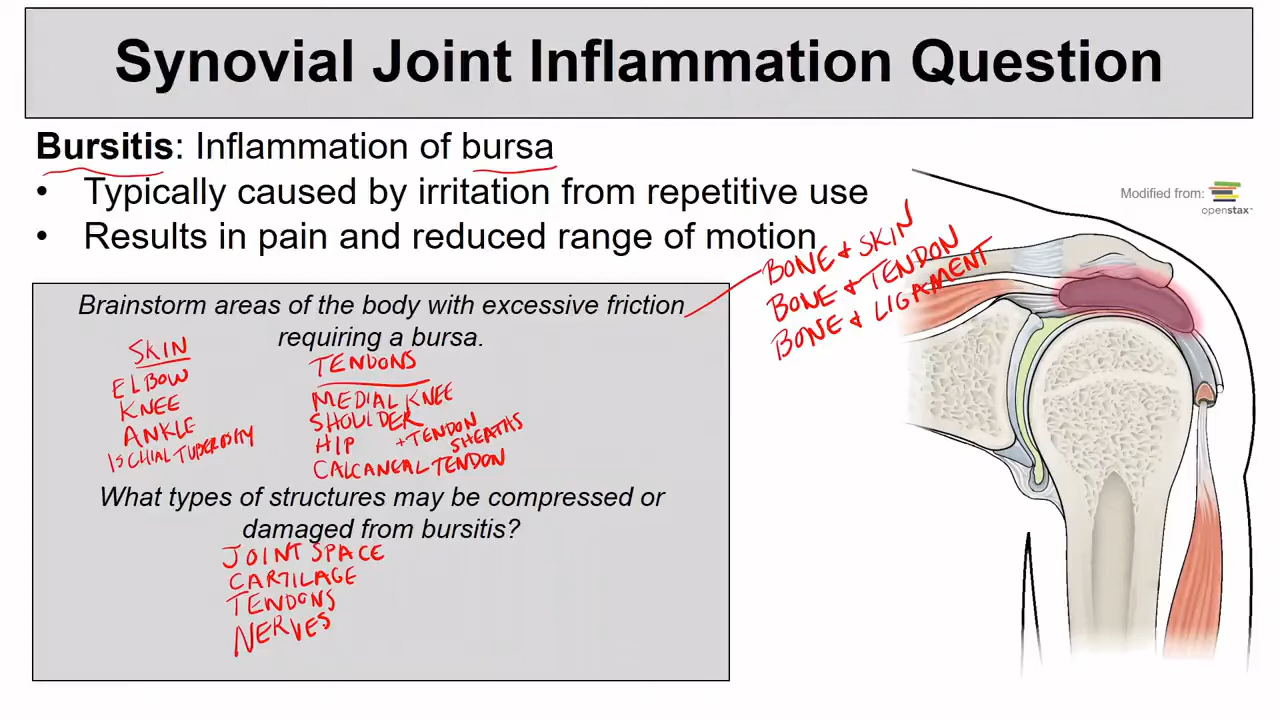 Synovial Joint Inflammation Question
Bursitis: Inflammation of bursa
• Typically caused by irritation from repetitive use
• Results in pain and reduced range of motion
Modified from:
openstax™
BONE & SKIN
BONE & TENDON
BONE & LIGAMENT
Brainstorm areas of the body with excessive friction
requiring a bursa.
SKIN
ELBOW
KNEE
ANKLE
ISCHIAL TUBEROSITY
TENDONS
MEDIAL KNEE
SHOULDER
HIP
+ TENDON
SHEATHS
CALCANEAL TENDON
What types of structures may be compressed or
damaged from bursitis?
JOINT SPACE
CARTILAGE
TENDONS
NERVES